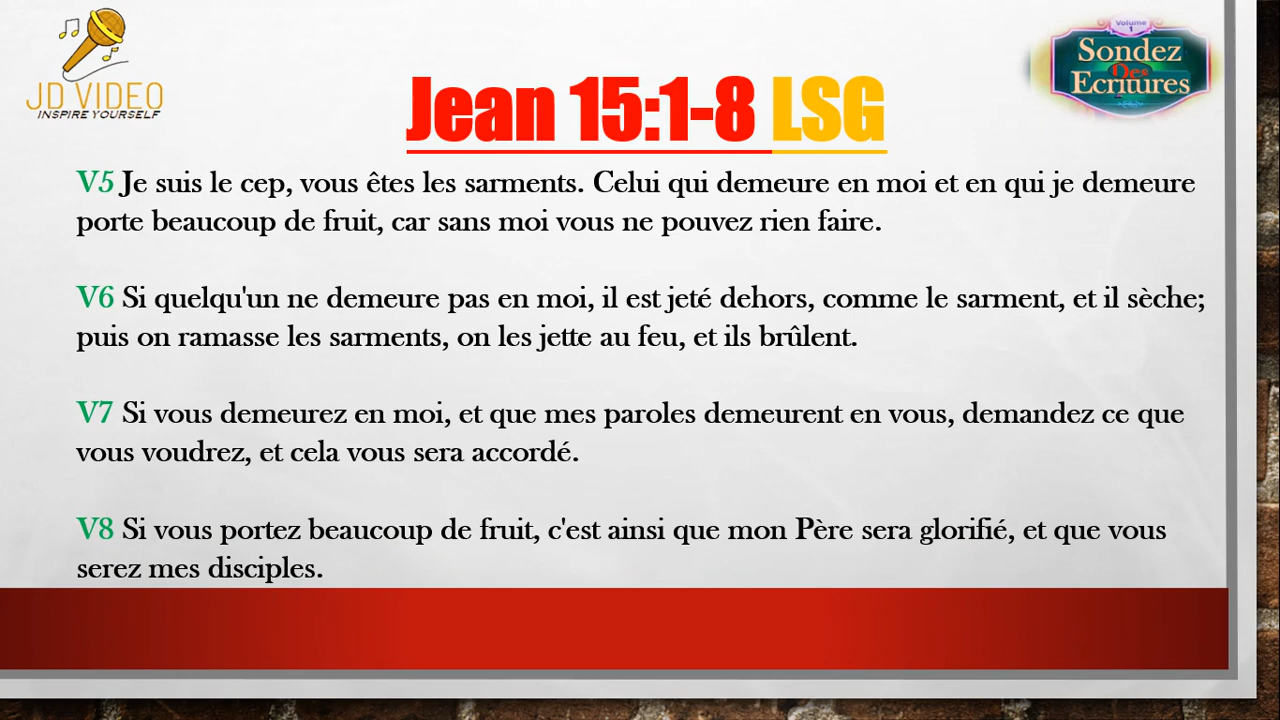 JD VIDEO
INSPIRE YOURSELF
Volume
1
Sondez
Des
Ecritures
Jean 15:1-8 LSG
V5 Je suis le cep, vous êtes les sarments. Celui qui demeure en moi et en qui je demeure
porte beaucoup de fruit, car sans moi vous ne pouvez rien faire.
V6 Si quelqu'un ne demeure pas en moi, il est jeté dehors, comme le sarment, et il sèche;
puis on ramasse les sarments, on les jette au feu, et ils brûlent.
V7 Si vous demeurez en moi, et que mes paroles demeurent en vous, demandez ce que
vous voudrez, et cela vous sera accordé.
V8 Si vous portez beaucoup de fruit, c'est ainsi que mon Père sera glorifié, et que vous
serez mes disciples.